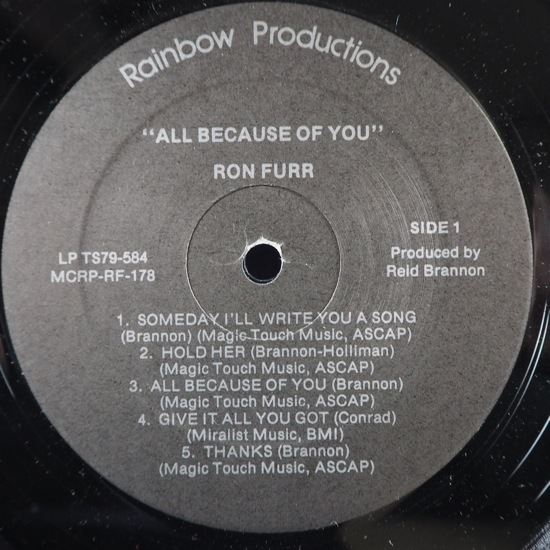 Rainbow Productions
"ALL BECAUSE OF YOU"
RON FURR
SIDE 1
LP TS79-584
MCRP-RF-178
Produced by
Reid Brannon
1. SOMEDAY I'LL WRITE YOU A SONG
(Brannon) (Magic Touch Music, ASCAP)
2. HOLD HER (Brannon-Holliman)
(Magic Touch Music, ASCAP)
3. ALL BECAUSE OF YOU (Brannon)
(Magic Touch Music, ASCAP)
4. GIVE IT ALL YOU GOT (Conrad)
(Miralist Music, BMI)
5. THANKS (Brannon)
(Magic Touch Music, ASCAP)